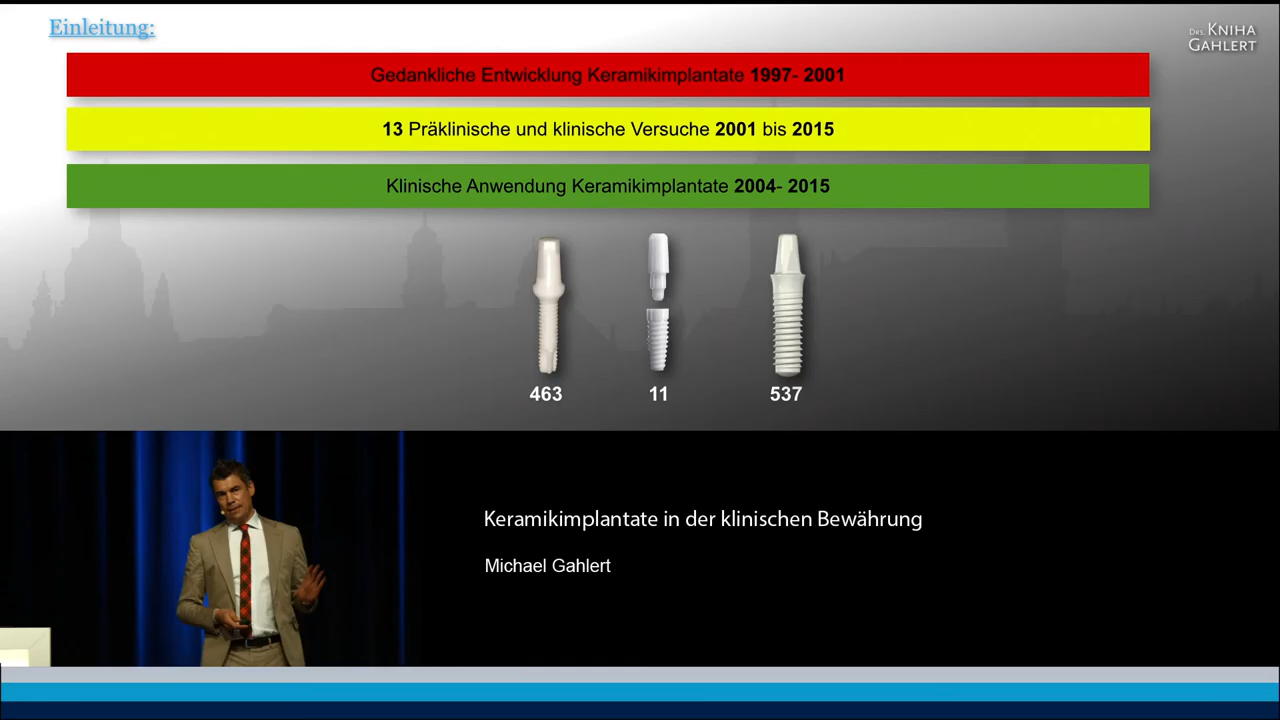 Einleitung:
DRS. KNIHA
GAHLERT
Gedankliche Entwicklung Keramikimplantate 1997- 2001
13 Präklinische und klinische Versuche 2001 bis 2015
Klinische Anwendung Keramikimplantate 2004- 2015
463 11 537
Keramikimplantate in der klinischen Bewährung
Michael Gahlert